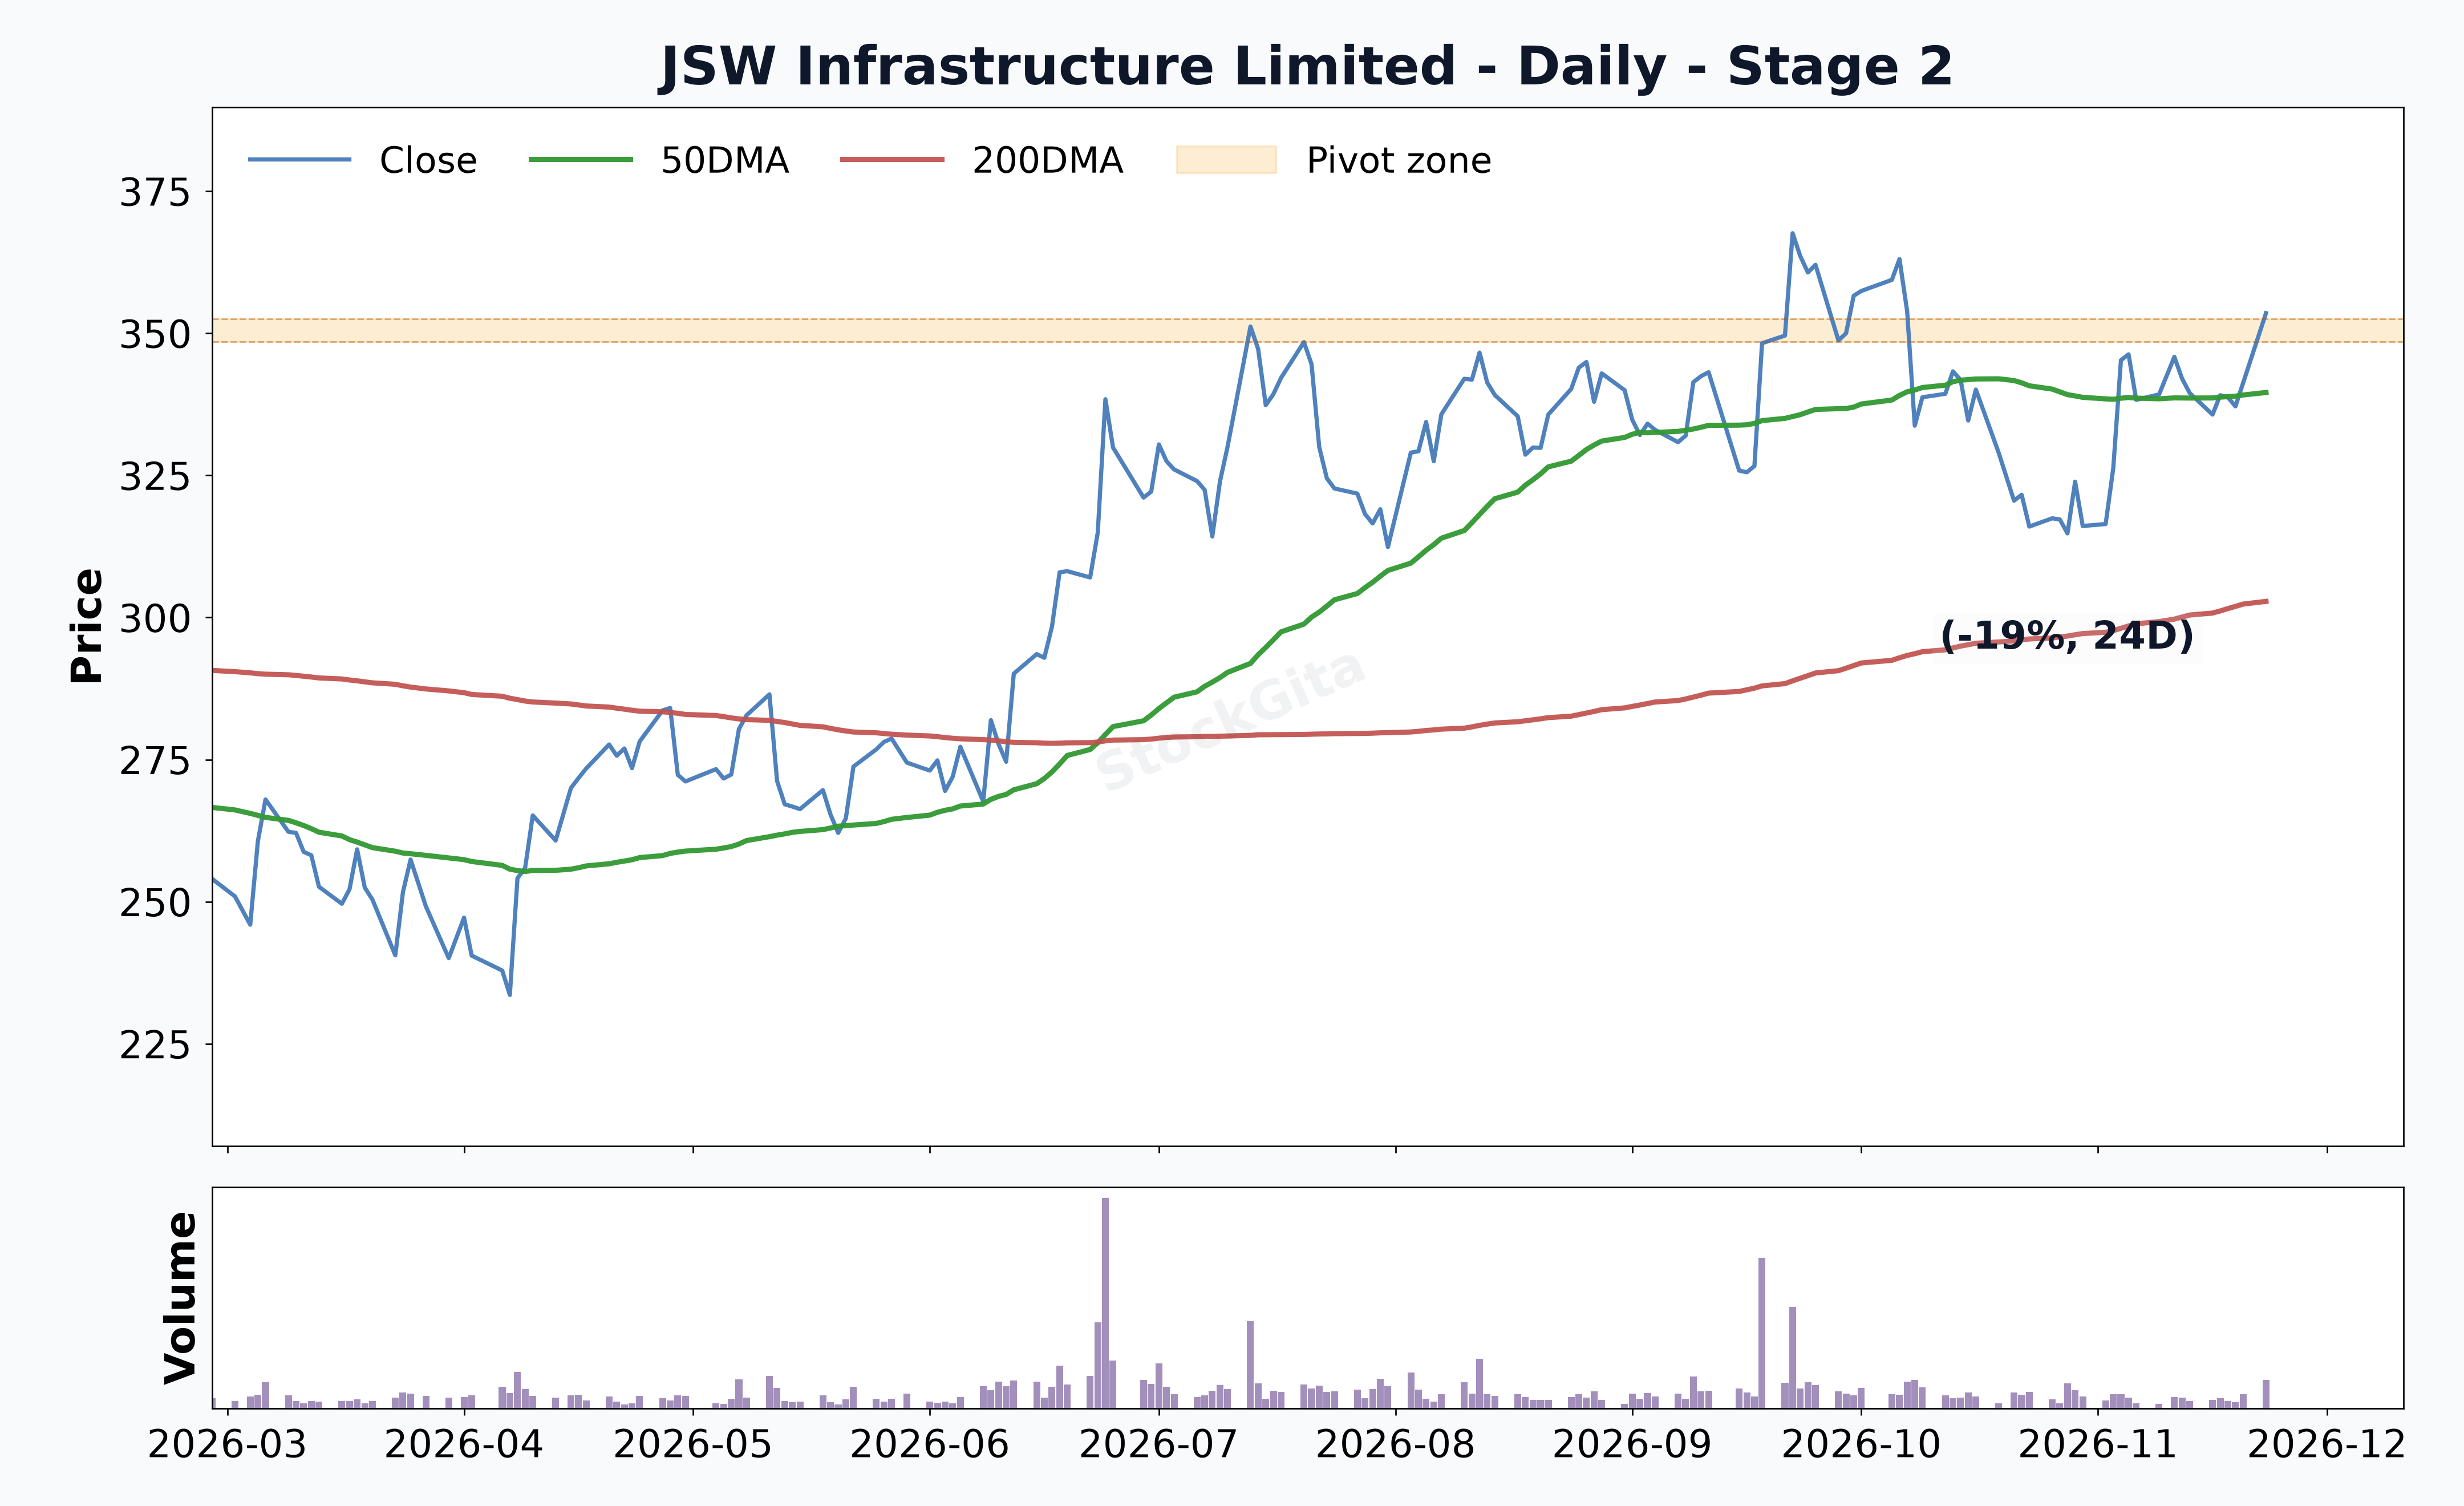 JSW Infrastructure Limited - Daily - Stage 2
Close 50DMA 200DMA Pivot zone
375
350
325
300
275
250
225
Price
(-19%, 24D)
StockGita
Volume
2026-03 2026-04 2026-05 2026-06 2026-07 2026-08 2026-09 2026-10 2026-11 2026-12